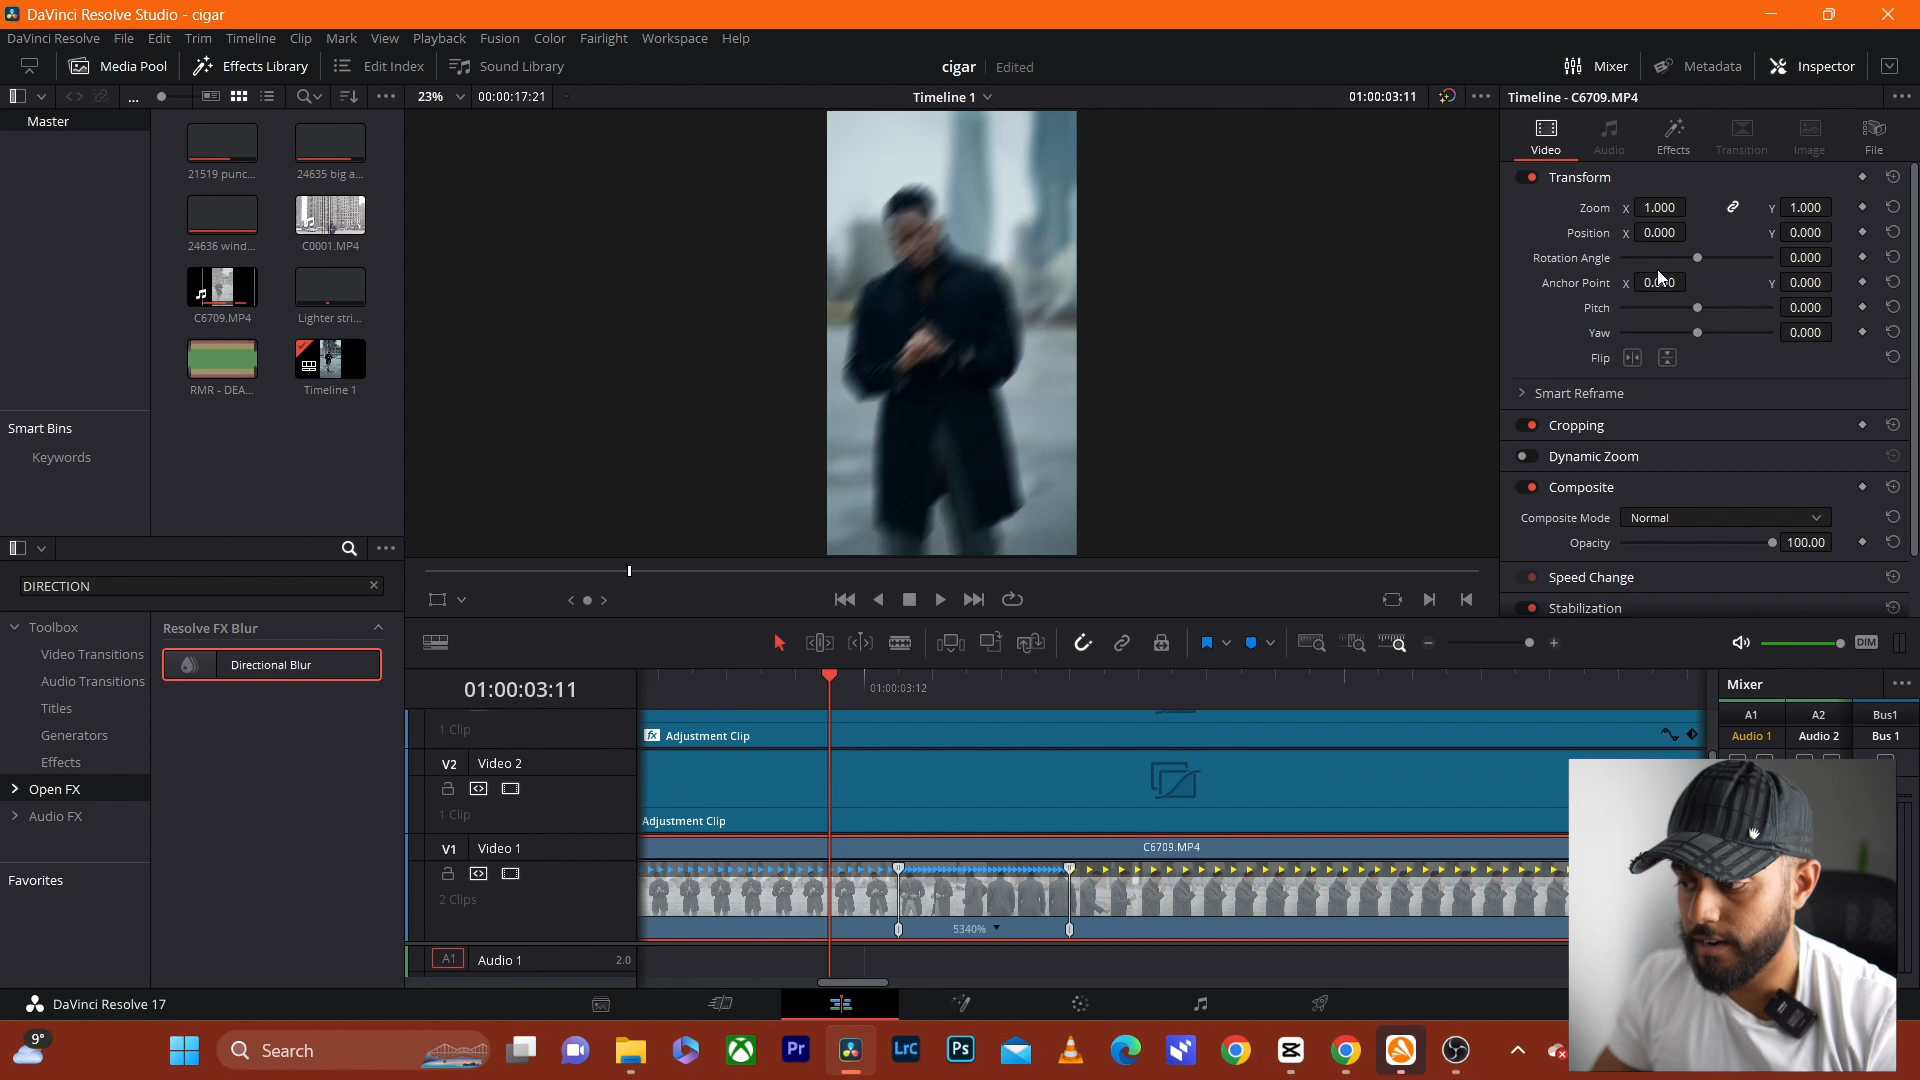 DaVinci Resolve Studio - cigar
DaVinci Resolve File Edit Trim Timeline Clip Mark View Playback Fusion Color Fairlight Workspace Help
Media Pool Effects Library Edit Index Sound Library cigar Edited Mixer Metadata Inspector
23% 00:00:17:21 Timeline 1 01:00:03:11 Timeline - C6709.MP4
Master
21519 punc... 24635 big a...
24636 wind... C0001.MP4
C6709.MP4 Lighter stri...
RMR - DEA... Timeline 1
Smart Bins
Keywords
Video Audio Effects Transition Image File
Transform
Zoom X 1.000 Y 1.000
Position X 0.000 Y 0.000
Rotation Angle 0.000
Anchor Point X 0.000 Y 0.000
Pitch 0.000
Yaw 0.000
Flip
Smart Reframe
Cropping
Dynamic Zoom
Composite
Composite Mode Normal
Opacity 100.00
Speed Change
Stabilization
DIRECTION
Toolbox
Video Transitions
Audio Transitions
Titles
Generators
Effects
Open FX
Audio FX
Favorites
Resolve FX Blur
Directional Blur
DIM
01:00:03:11 01:00:03:12
1 Clip
Adjustment Clip
V2 Video 2
1 Clip
Adjustment Clip
V1 Video 1
C6709.MP4
2 Clips
5340%
A1 Audio 1 2.0
Mixer
A1 A2 Bus1
Audio 1 Audio 2 Bus 1
DaVinci Resolve 17
9°
Search
Pr
LrC
Ps